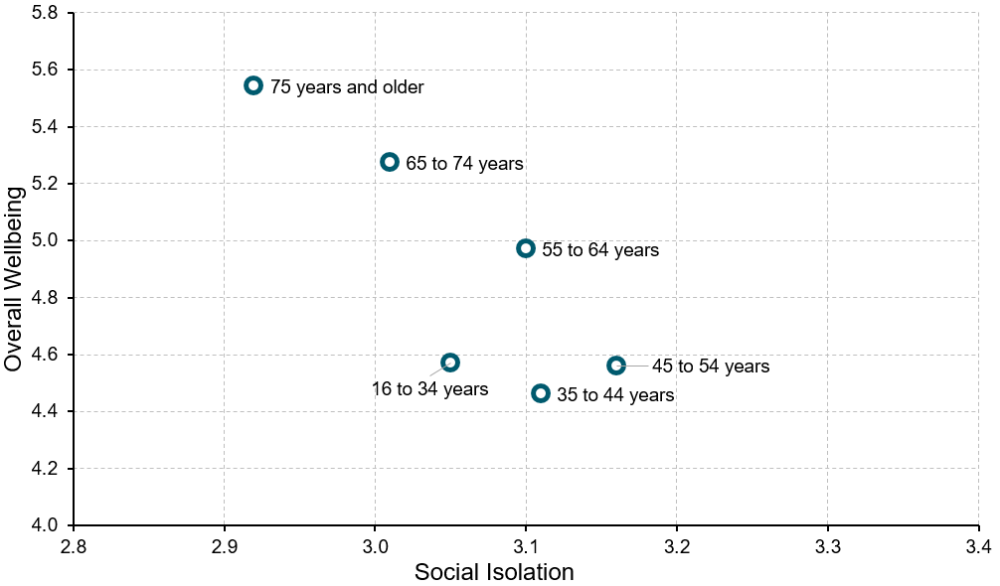 5.8
5.6
75 years and older
5.4
65 to 74 years
5.2
Overall Wellbeing
5.0
55 to 64 years
4.8
4.6
45 to 54 years
16 to 34 years
35 to 44 years
4.4
4.2
4.0
2.8 2.9 3.0 3.1 3.2 3.3 3.4
Social Isolation